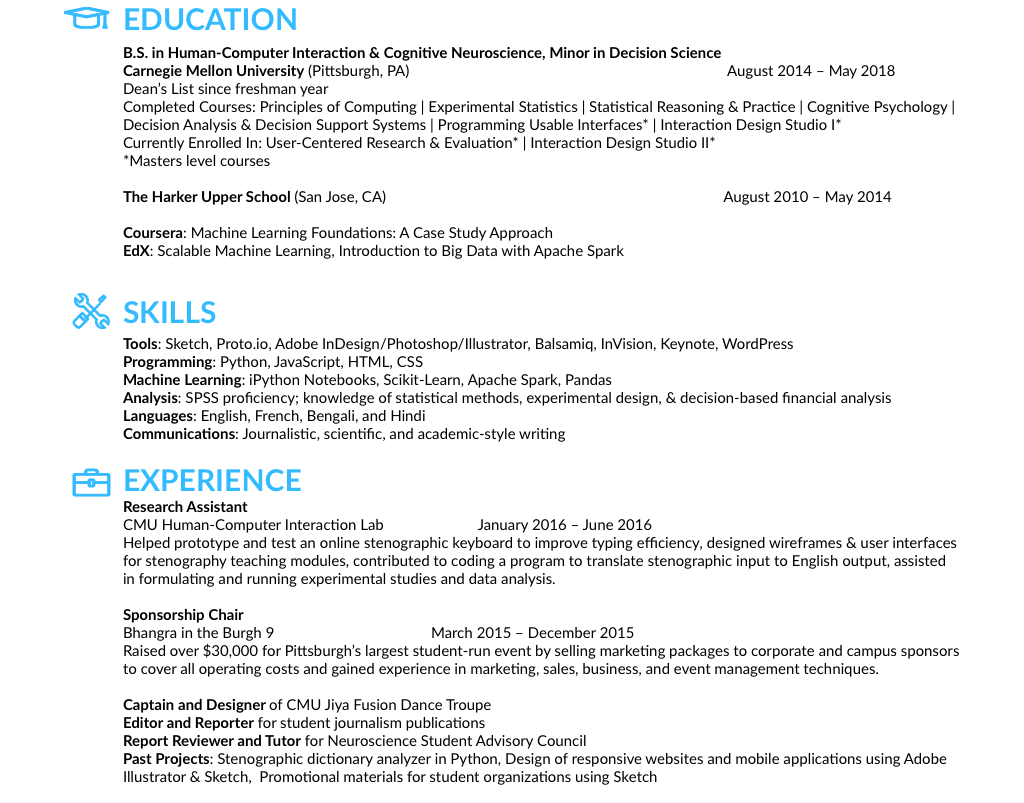 EDUCATION
B.S. in Human-Computer Interaction & Cognitive Neuroscience, Minor in Decision Science
Carnegie Mellon University (Pittsburgh, PA) August 2014 – May 2018
Dean’s List since freshman year
Completed Courses: Principles of Computing | Experimental Statistics | Statistical Reasoning & Practice | Cognitive Psychology |
Decision Analysis & Decision Support Systems | Programming Usable Interfaces* | Interaction Design Studio I*
Currently Enrolled In: User-Centered Research & Evaluation* | Interaction Design Studio II*
*Masters level courses
The Harker Upper School (San Jose, CA) August 2010 – May 2014
Coursera: Machine Learning Foundations: A Case Study Approach
EdX: Scalable Machine Learning, Introduction to Big Data with Apache Spark
SKILLS
Tools: Sketch, Proto.io, Adobe InDesign/Photoshop/Illustrator, Balsamiq, InVision, Keynote, WordPress
Programming: Python, JavaScript, HTML, CSS
Machine Learning: iPython Notebooks, Scikit-Learn, Apache Spark, Pandas
Analysis: SPSS proficiency; knowledge of statistical methods, experimental design, & decision-based financial analysis
Languages: English, French, Bengali, and Hindi
Communications: Journalistic, scientific, and academic-style writing
EXPERIENCE
Research Assistant
CMU Human-Computer Interaction Lab January 2016 – June 2016
Helped prototype and test an online stenographic keyboard to improve typing efficiency, designed wireframes & user interfaces
for stenography teaching modules, contributed to coding a program to translate stenographic input to English output, assisted
in formulating and running experimental studies and data analysis.
Sponsorship Chair
Bhangra in the Burgh 9 March 2015 – December 2015
Raised over $30,000 for Pittsburgh’s largest student-run event by selling marketing packages to corporate and campus sponsors
to cover all operating costs and gained experience in marketing, sales, business, and event management techniques.
Captain and Designer of CMU Jiya Fusion Dance Troupe
Editor and Reporter for student journalism publications
Report Reviewer and Tutor for Neuroscience Student Advisory Council
Past Projects: Stenographic dictionary analyzer in Python, Design of responsive websites and mobile applications using Adobe
Illustrator & Sketch, Promotional materials for student organizations using Sketch